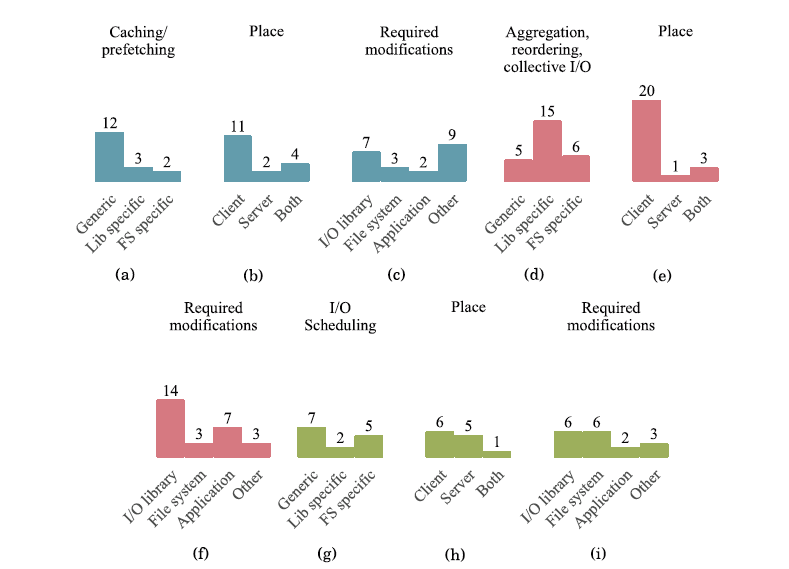 Caching/
prefetching
12
3
2
Generic
Lib specific
FS specific
(a)
Place
11
2
4
Client
Server
Both
(b)
Required
modifications
7
3
2
9
I/O library
File system
Application
Other
(c)
Aggregation,
reordering,
collective I/O
5
15
6
Generic
Lib specific
FS specific
(d)
Place
20
1
3
Client
Server
Both
(e)
Required
modifications
14
3
7
3
I/O library
File system
Application
Other
(f)
I/O
Scheduling
7
2
5
Generic
Lib specific
FS specific
(g)
Place
6
5
1
Client
Server
Both
(h)
Required
modifications
6
6
2
3
I/O library
File system
Application
Other
(i)